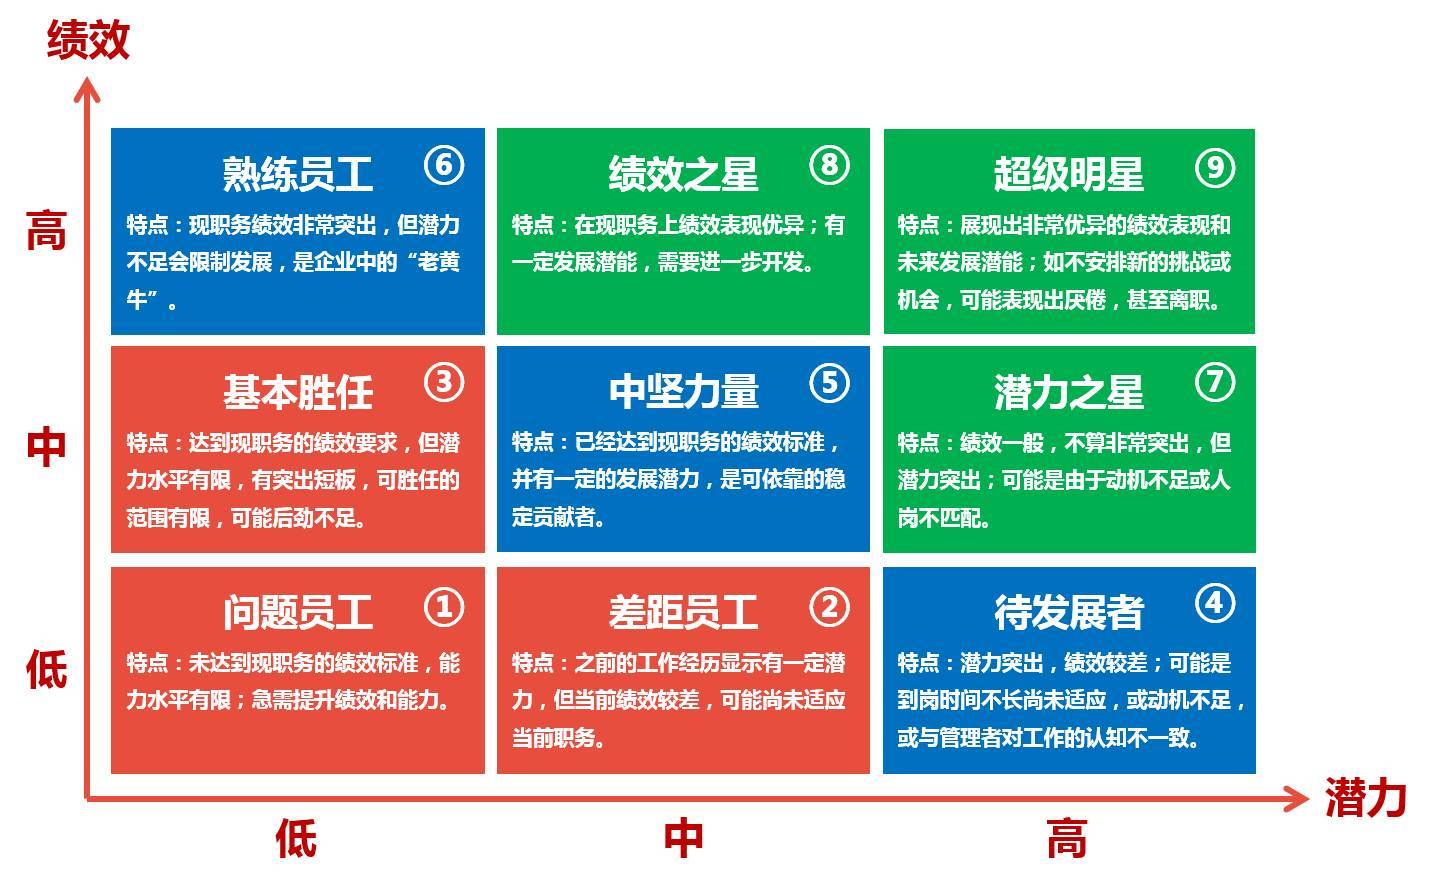 绩效
高
熟练员工 ⑥
特点：现职务绩效非常突出，但潜力
不足会限制发展，是企业中的“老黄
牛”。
绩效之星 ⑧
特点：在现职务上绩效表现优异；有
一定发展潜能，需要进一步开发。
超级明星 ⑨
特点：展现出非常优异的绩效表现和
未来发展潜能；如不安排新的挑战或
机会，可能表现出厌倦，甚至离职。
中
基本胜任 ③
特点：达到现职务的绩效要求，但潜
力水平有限，有突出短板，可胜任的
范围有限，可能后劲不足。
中坚力量 ⑤
特点：已经达到现职务的绩效标准，
并有一定的发展潜力，是可依靠的稳
定贡献者。
潜力之星 ⑦
特点：绩效一般，不算非常突出，但
潜力突出；可能是由于动机不足或人
岗不匹配。
低
问题员工 ①
特点：未达到现职务的绩效标准，能
力水平有限；急需提升绩效和能力。
差距员工 ②
特点：之前的工作经历显示有一定潜
力，但当前绩效较差，可能尚未适应
当前职务。
待发展者 ④
特点：潜力突出，绩效较差；可能是
到岗时间不长尚未适应，或动机不足，
或与管理者对工作的认知不一致。
潜力
低
中
高